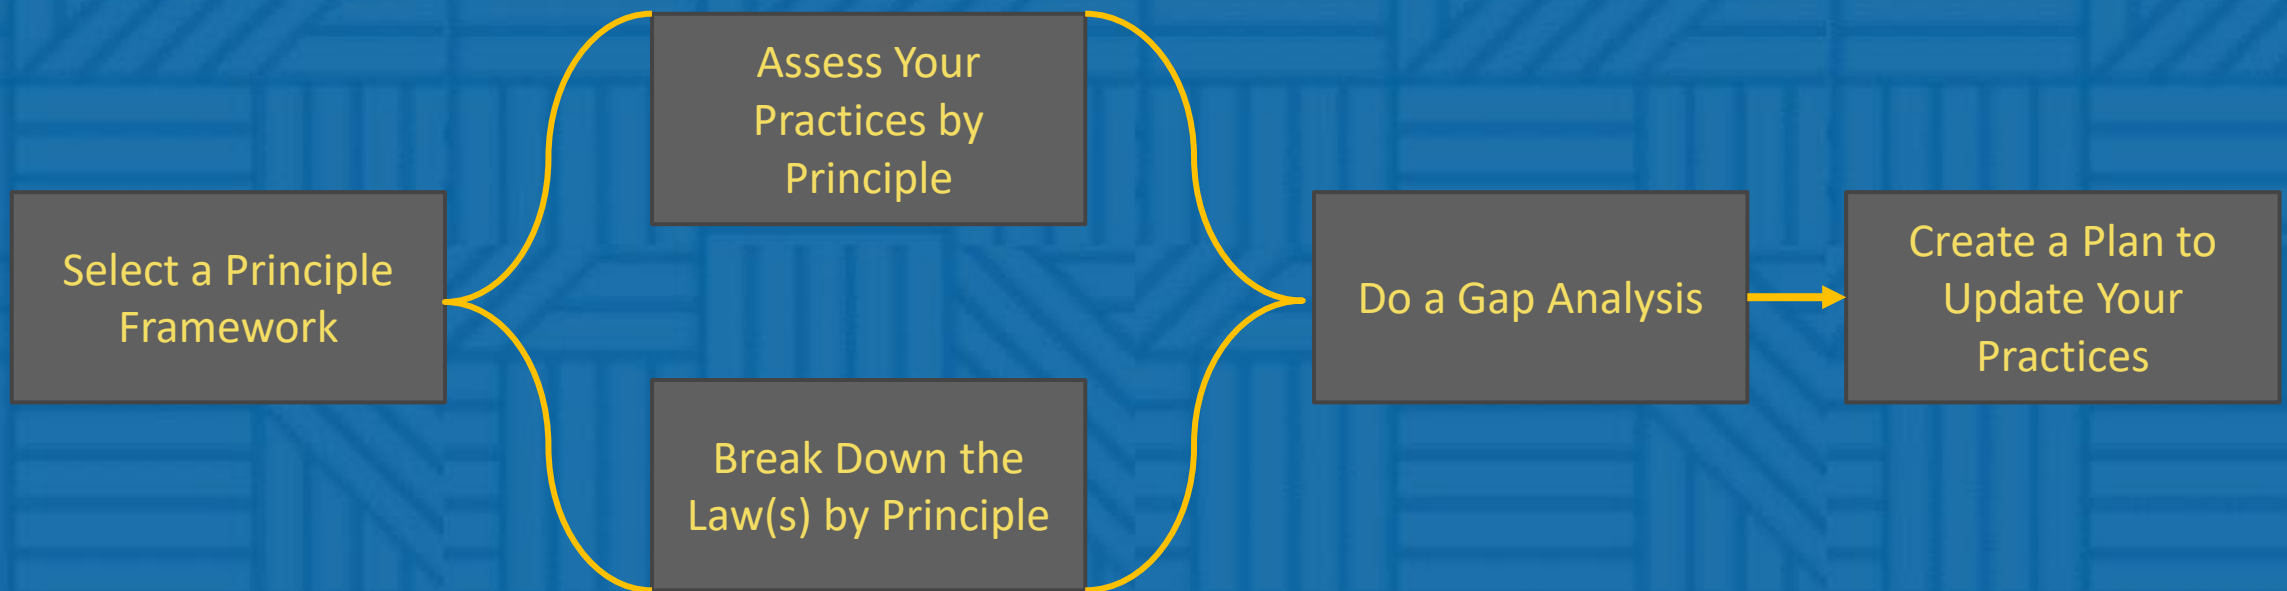 Select a Principle
Framework
Assess Your
Practices by
Principle
Break Down the
Law(s) by Principle
Do a Gap Analysis
Create a Plan to
Update Your
Practices